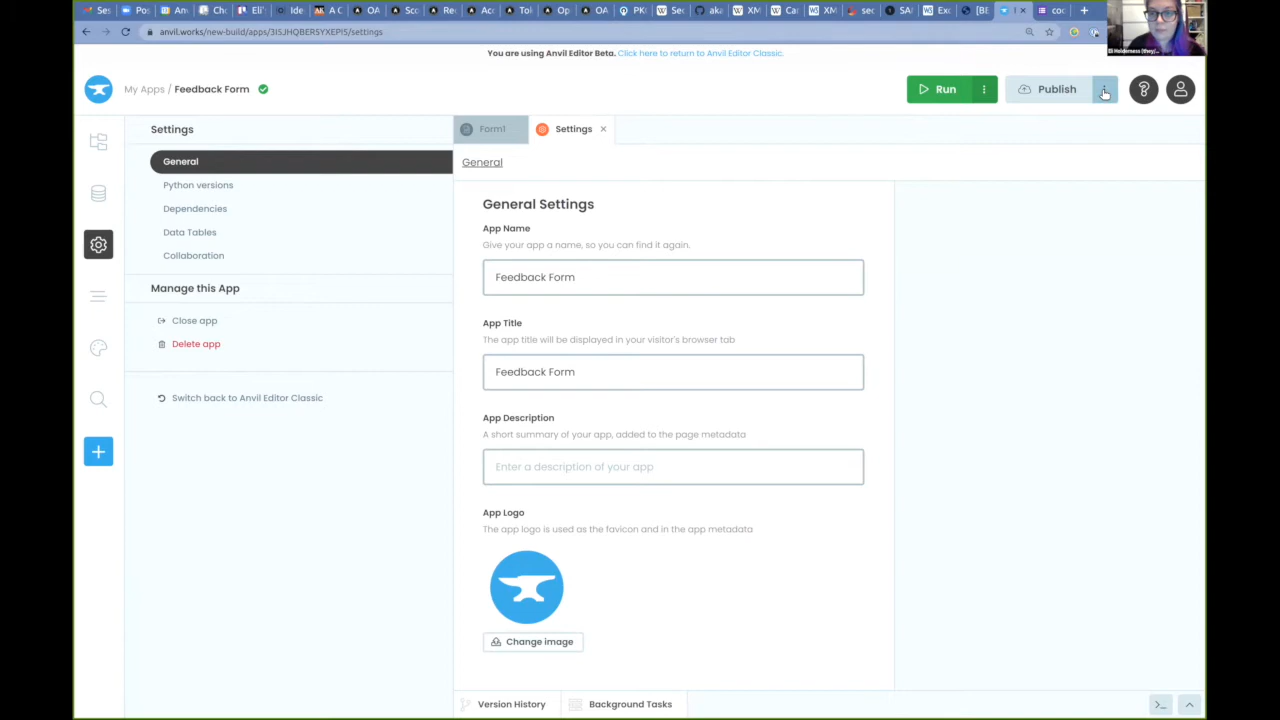 anvil.works/new-build/apps/3ISJHQBERSYXEPIS/settings
You are using Anvil Editor Beta. Click here to return to Anvil Editor Classic.
My Apps / Feedback Form
Run
Publish
Settings
General
Python versions
Dependencies
Data Tables
Collaboration
Manage this App
Close app
Delete app
Switch back to Anvil Editor Classic
Form1
Settings
General
General Settings
App Name
Give your app a name, so you can find it again.
Feedback Form
App Title
The app title will be displayed in your visitor's browser tab
Feedback Form
App Description
A short summary of your app, added to the page metadata
Enter a description of your app
App Logo
The app logo is used as the favicon and in the app metadata
Change image
Version History
Background Tasks